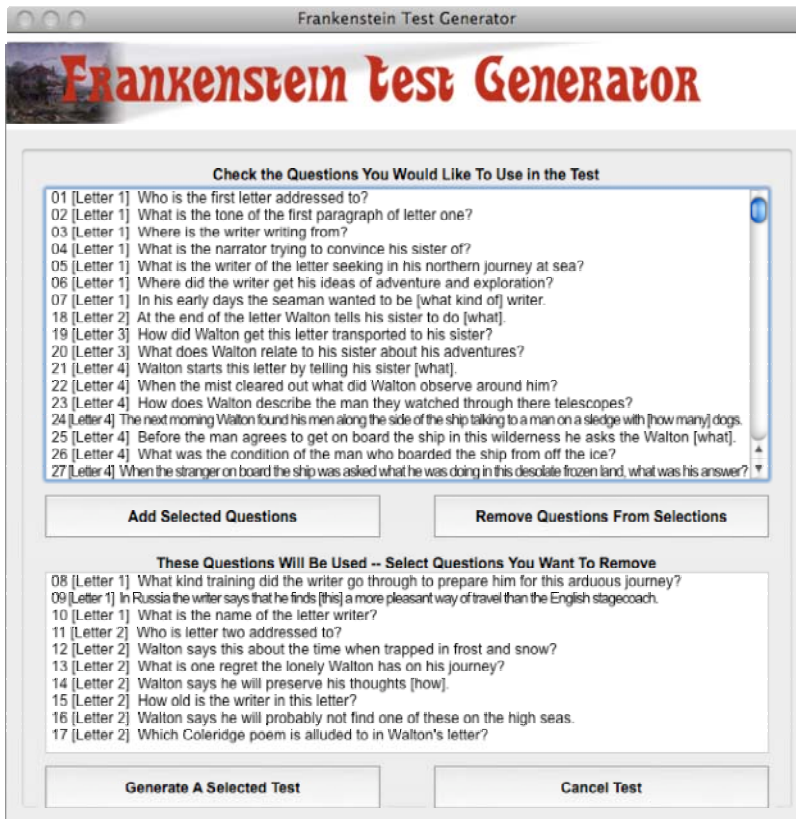 Frankenstein Test Generator
Frankenstein Test Generator
Check the Questions You Would Like To Use in the Test
01 [Letter 1] Who is the first letter addressed to?
02 [Letter 1] What is the tone of the first paragraph of letter one?
03 [Letter 1] Where is the writer writing from?
04 [Letter 1] What is the narrator trying to convince his sister of?
05 [Letter 1] What is the writer of the letter seeking in his northern journey at sea?
06 [Letter 1] Where did the writer get his ideas of adventure and exploration?
07 [Letter 1] In his early days the seaman wanted to be [what kind of] writer.
18 [Letter 2] At the end of the letter Walton tells his sister to do [what].
19 [Letter 3] How did Walton get this letter transported to his sister?
20 [Letter 3] What does Walton relate to his sister about his adventures?
21 [Letter 4] Walton starts this letter by telling his sister [what].
22 [Letter 4] When the mist cleared out what did Walton observe around him?
23 [Letter 4] How does Walton describe the man they watched through there telescopes?
24 [Letter 4] The next morning Walton found his men along the side of the ship talking to a man on a sledge with [how many] dogs.
25 [Letter 4] Before the man agrees to get on board the ship in this wilderness he asks the Walton [what].
26 [Letter 4] What was the condition of the man who boarded the ship from off the ice?
27 [Letter 4] When the stranger on board the ship was asked what he was doing in this desolate frozen land, what was his answer?
Add Selected Questions
Remove Questions From Selections
These Questions Will Be Used -- Select Questions You Want To Remove
08 [Letter 1] What kind training did the writer go through to prepare him for this arduous journey?
09 [Letter 1] In Russia the writer says that he finds [this] a more pleasant way of travel than the English stagecoach.
10 [Letter 1] What is the name of the letter writer?
11 [Letter 2] Who is letter two addressed to?
12 [Letter 2] Walton says this about the time when trapped in frost and snow?
13 [Letter 2] What is one regret the lonely Walton has on his journey?
14 [Letter 2] Walton says he will preserve his thoughts [how].
15 [Letter 2] How old is the writer in this letter?
16 [Letter 2] Walton says he will probably not find one of these on the high seas.
17 [Letter 2] Which Coleridge poem is alluded to in Walton's letter?
Generate A Selected Test
Cancel Test